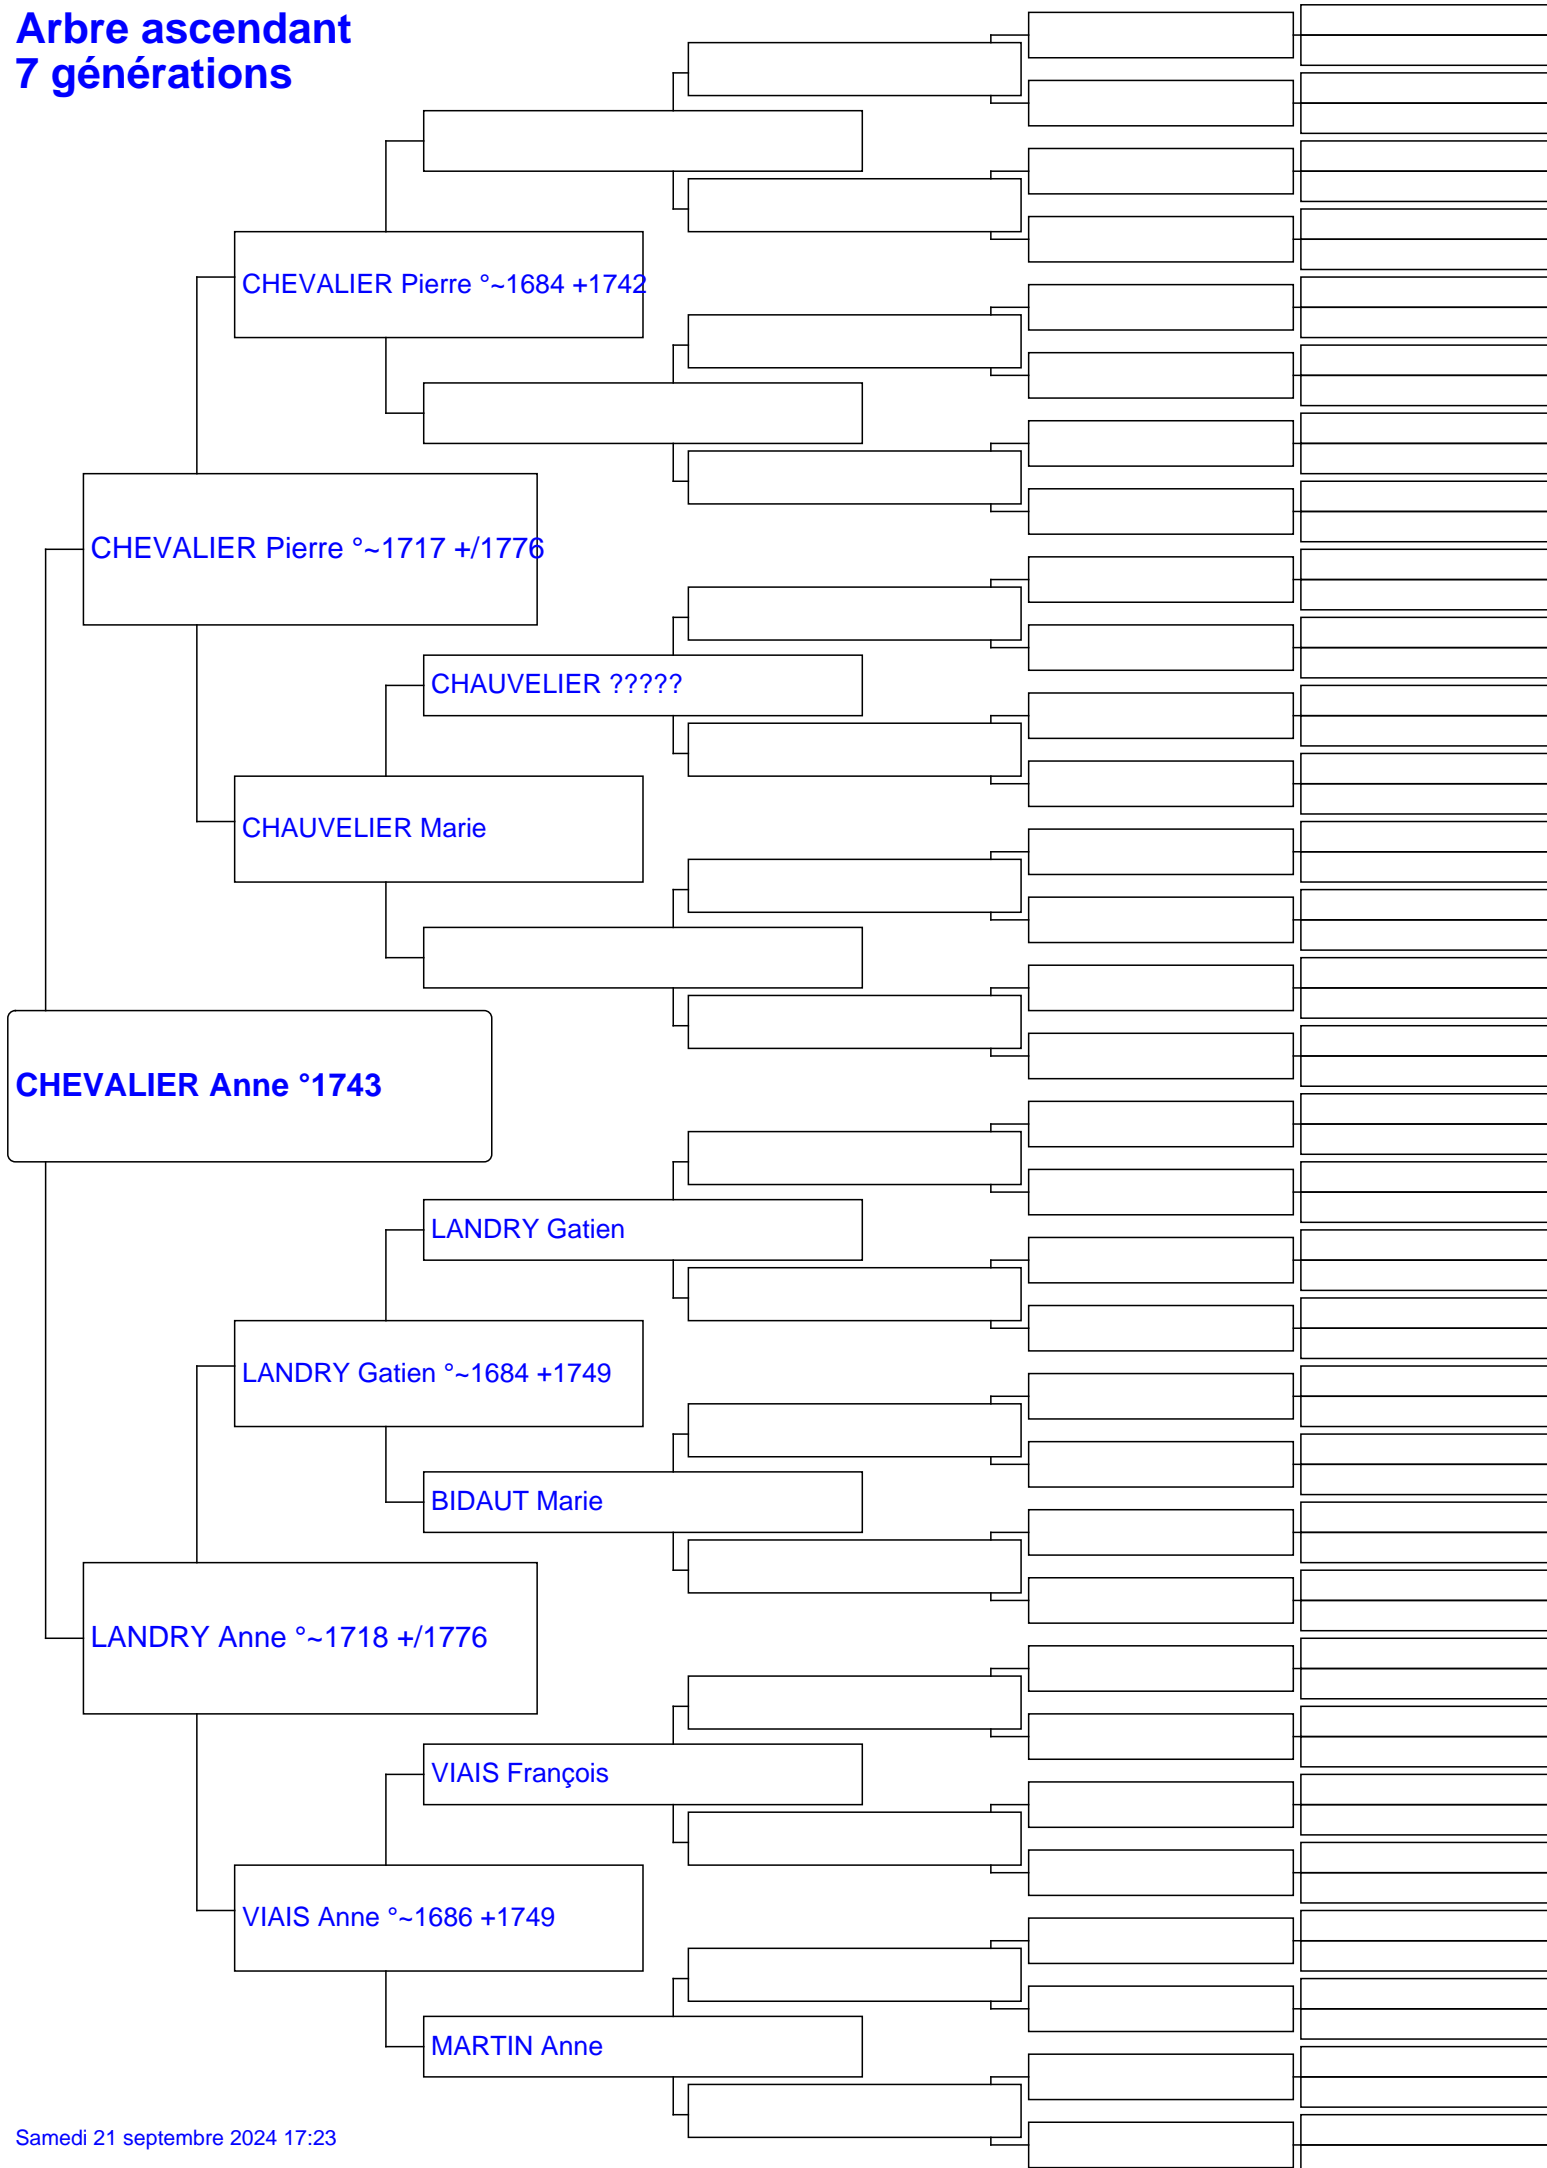 Arbre ascendant
7 générations
CHEVALIER Pierre °~1684 +1742
CHEVALIER Pierre °~1717 +/1776
CHAUVELIER ?????
CHAUVELIER Marie
CHEVALIER Anne °1743
LANDRY Gatien
LANDRY Gatien °~1684 +1749
BIDAUT Marie
LANDRY Anne °~1718 +/1776
VIAIS François
VIAIS Anne °~1686 +1749
MARTIN Anne
Samedi 21 septembre 2024 17:23